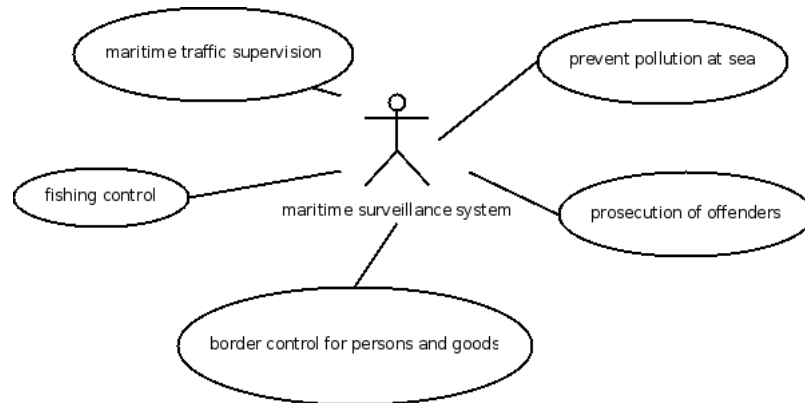 maritime traffic supervision
prevent pollution at sea
fishing control
maritime surveillance system
prosecution of offenders
border control for persons and goods